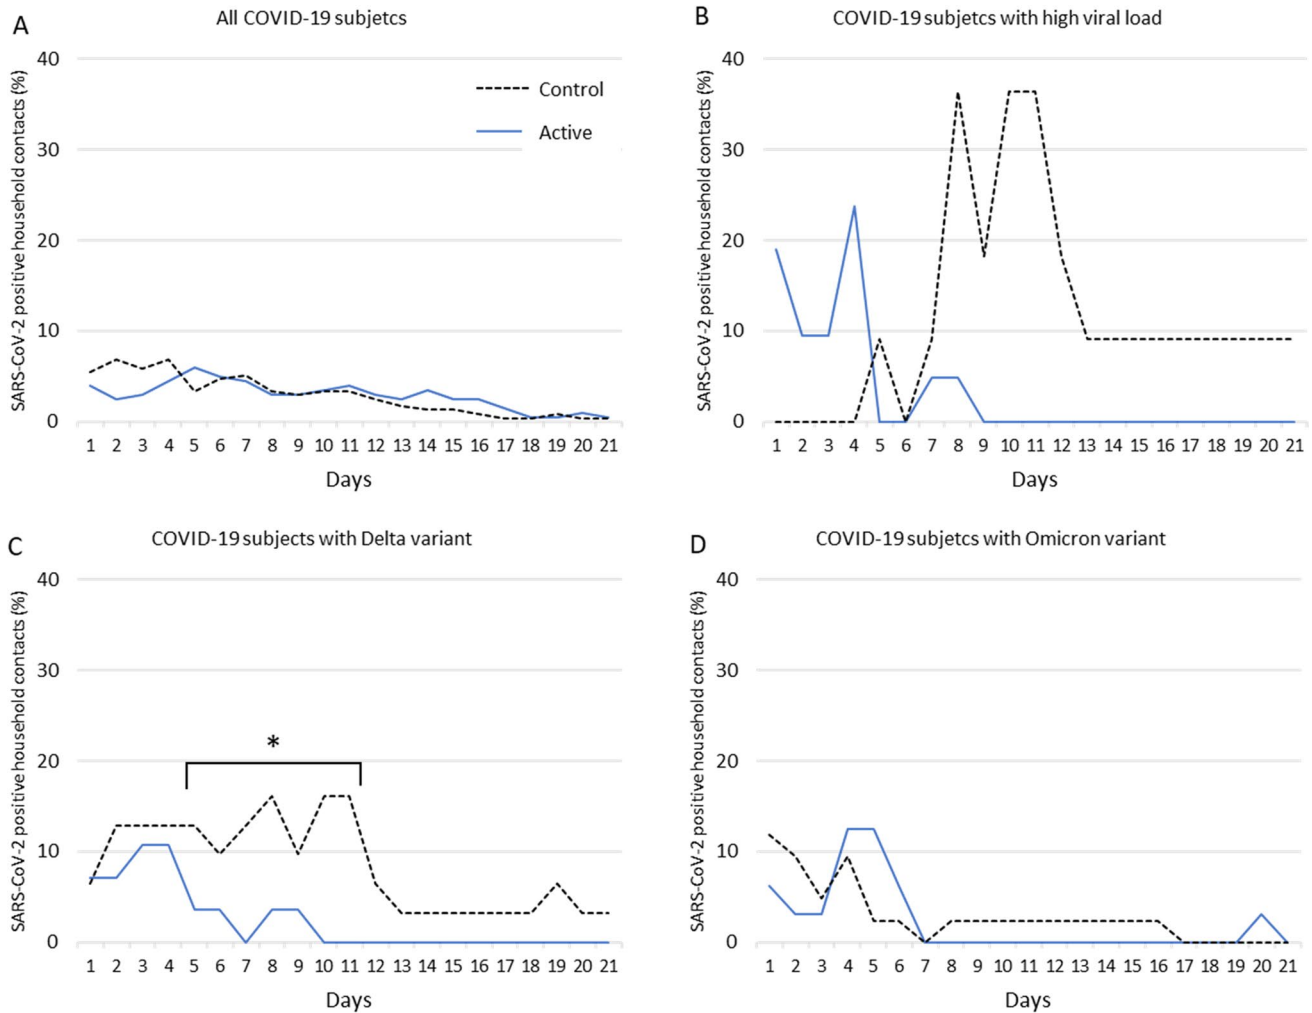 A
All COVID-19 subjetcs
SARS-CoV-2 positive household contacts (%)
40
30
20
10
0
Control
Active
1 2 3 4 5 6 7 8 9 10 11 12 13 14 15 16 17 18 19 20 21
Days
B
COVID-19 subjetcs with high viral load
SARS-CoV-2 positive household contacts (%)
40
30
20
10
0
1 2 3 4 5 6 7 8 9 10 11 12 13 14 15 16 17 18 19 20 21
Days
C
COVID-19 subjects with Delta variant
SARS-CoV-2 positive household contacts (%)
40
30
20
10
0
*
1 2 3 4 5 6 7 8 9 10 11 12 13 14 15 16 17 18 19 20 21
Days
D
COVID-19 subjetcs with Omicron variant
SARS-CoV-2 positive household contacts (%)
40
30
20
10
0
1 2 3 4 5 6 7 8 9 10 11 12 13 14 15 16 17 18 19 20 21
Days